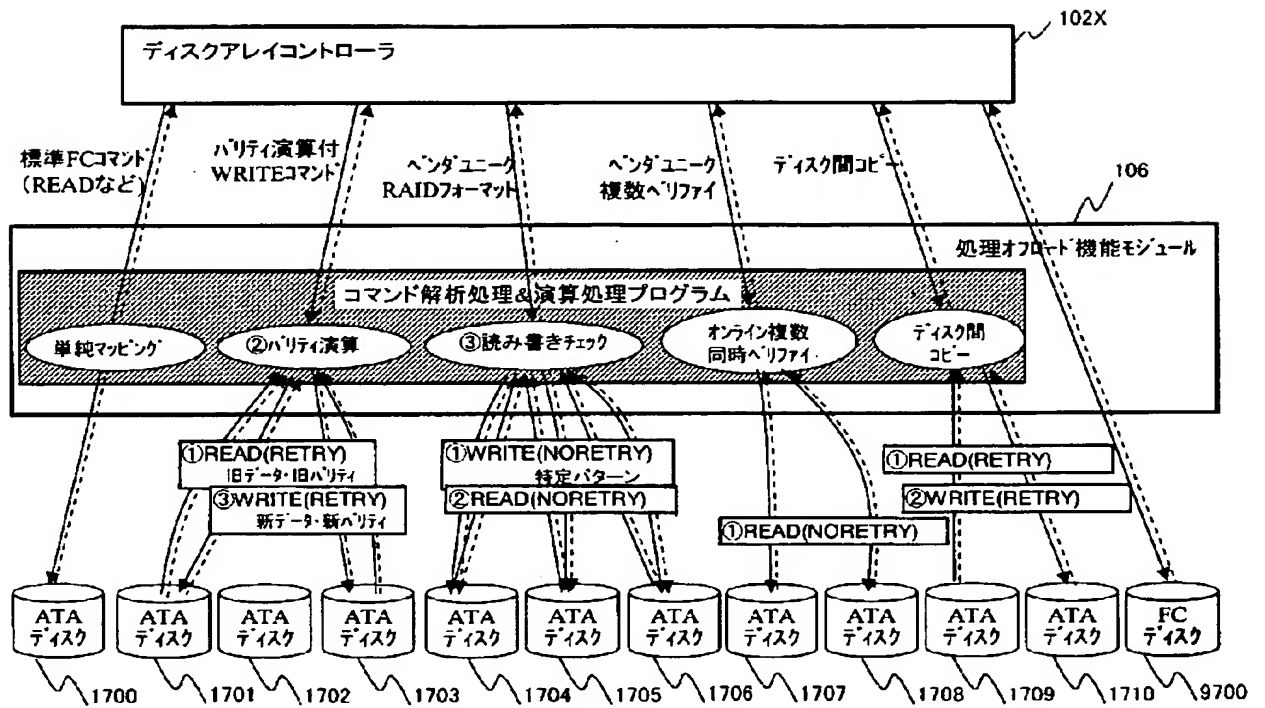 102X
ディスクアレイコントローラ
標準FCコマンド
（READなど）
パリティ演算付
WRITEコマンド
ベンダユニーク
RAIDフォーマット
ベンダユニーク
複数ベリファイ
ディスク間コピー
106
処理オフロード機能モジュール
コマンド解析処理&演算処理プログラム
単純マッピング
②パリティ演算
③読み書きチェック
オンライン複数
同時ベリファイ
ディスク間
コピー
①READ(RETRY)
旧データ・旧パリティ
③WRITE(RETRY)
新データ・新パリティ
①WRITE(NORETRY)
特定パターン
②READ(NORETRY)
①READ(NORETRY)
①READ(RETRY)
②WRITE(RETRY)
ATA
ディスク
ATA
ディスク
ATA
ディスク
ATA
ディスク
ATA
ディスク
ATA
ディスク
ATA
ディスク
ATA
ディスク
ATA
ディスク
ATA
ディスク
ATA
ディスク
FC
ディスク
1700
1701
1702
1703
1704
1705
1706
1707
1708
1709
1710
9700